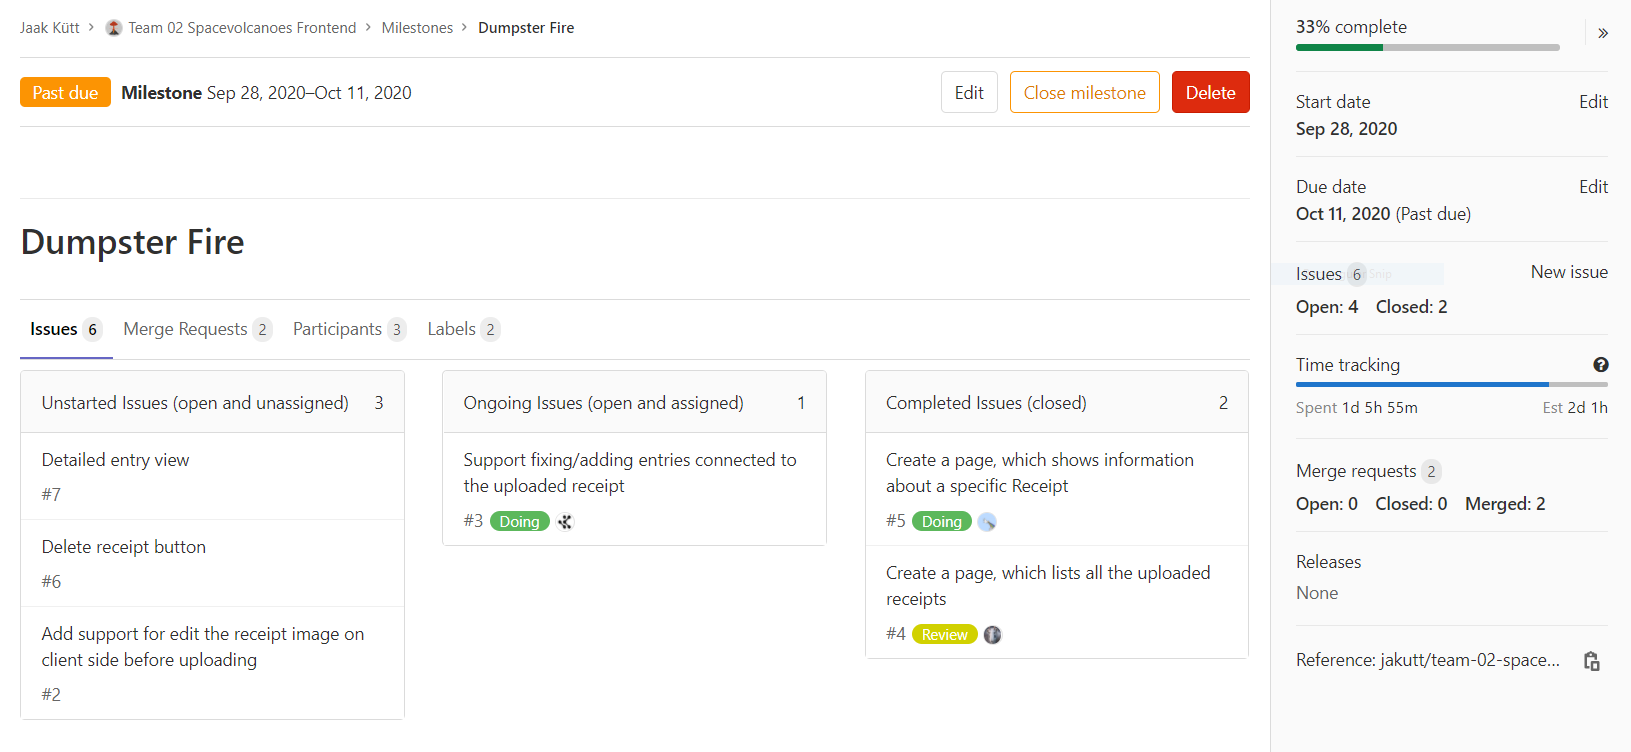 Jaak Kütt > Team 02 Spacevolcanoes Frontend > Milestones > Dumpster Fire
Past due Milestone Sep 28, 2020–Oct 11, 2020
Edit
Close milestone
Delete
Dumpster Fire
Issues 6
Merge Requests 2
Participants 3
Labels 2
Unstarted Issues (open and unassigned) 3
Detailed entry view
#7
Delete receipt button
#6
Add support for edit the receipt image on
client side before uploading
#2
Ongoing Issues (open and assigned) 1
Support fixing/adding entries connected to
the uploaded receipt
#3 Doing
Completed Issues (closed) 2
Create a page, which shows information
about a specific Receipt
#5 Doing
Create a page, which lists all the uploaded
receipts
#4 Review
33% complete
»
Start date Edit
Sep 28, 2020
Due date Edit
Oct 11, 2020 (Past due)
Issues 6 New issue
Open: 4 Closed: 2
Time tracking ?
Spent 1d 5h 55m Est 2d 1h
Merge requests 2
Open: 0 Closed: 0 Merged: 2
Releases
None
Reference: jakutt/team-02-space...